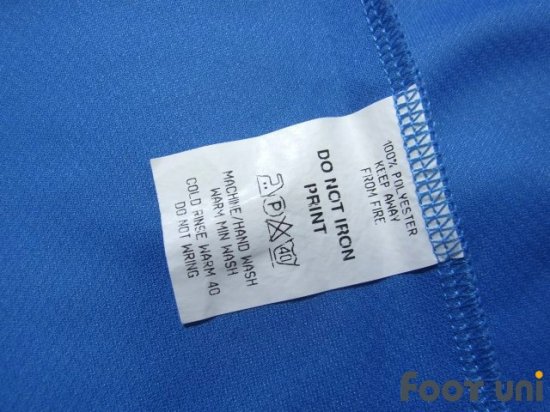 100% POLYESTER
KEEP AWAY
FROM FIRE
DO NOT IRON
PRINT
P 40
MACHINE/HAND WASH
WARM MIN WASH
COLD RINSE WARM 40
DO NOT WRING
FOOT UNI